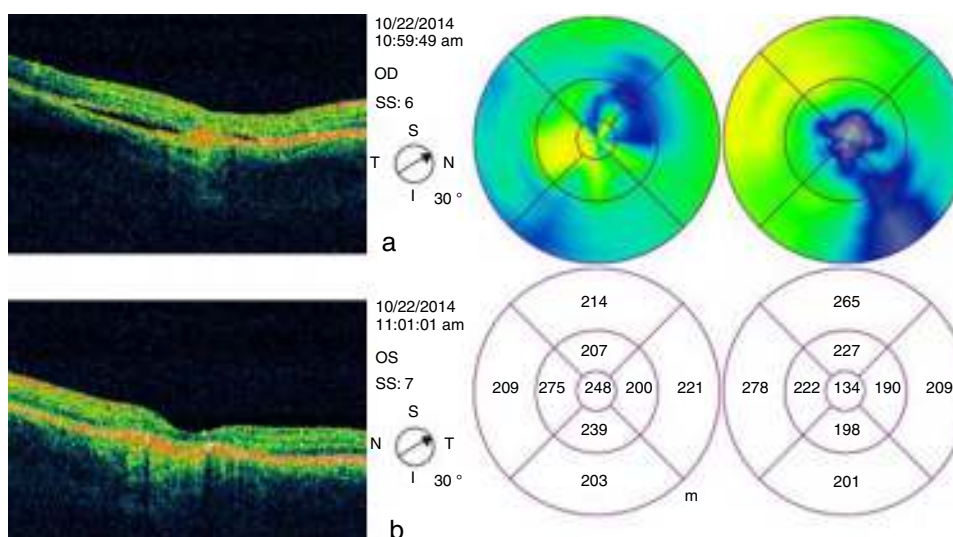 10/22/2014
10:59:49 am
OD
SS: 6
S
T N
I 30 °
a
10/22/2014
11:01:01 am
OS
SS: 7
S
N T
I 30 °
b
214
207
209 275 248 200 221
239
203
m
265
227
278 222 134 190 209
198
201